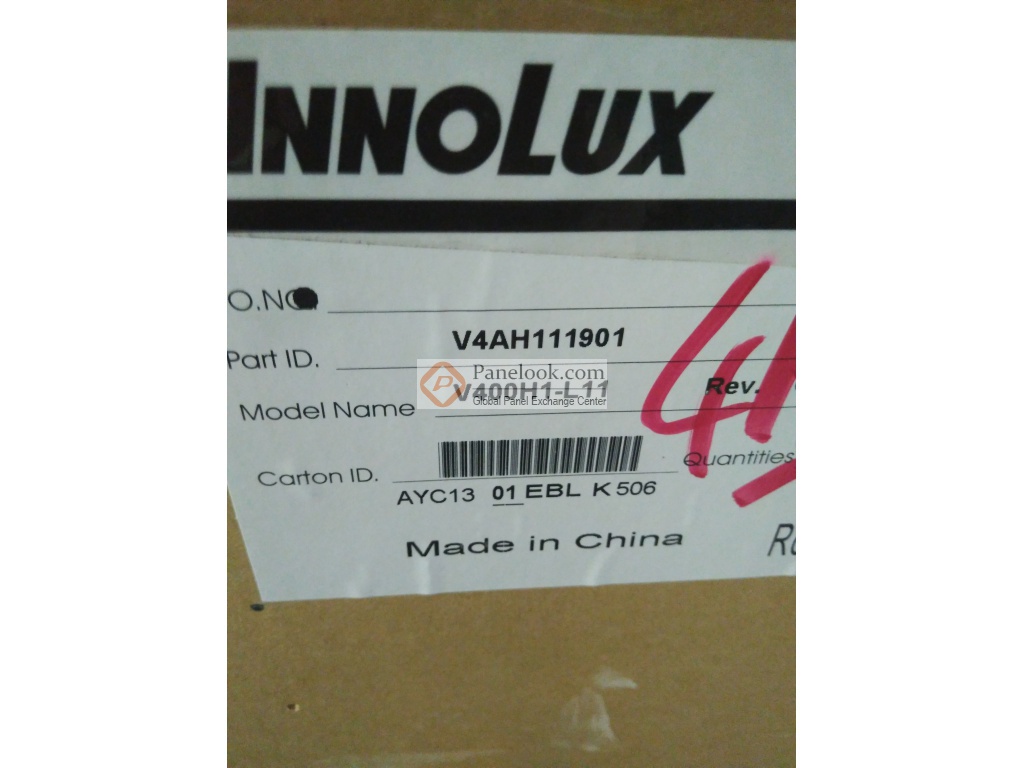 INNOLUX
O.NO
Part ID. V4AH111901
Panelook.com
Model Name V400H1-L11 Rev.
Global Panel Exchange Center
Carton ID. Quantities
AYC13 01 EBL K 506
Made in China